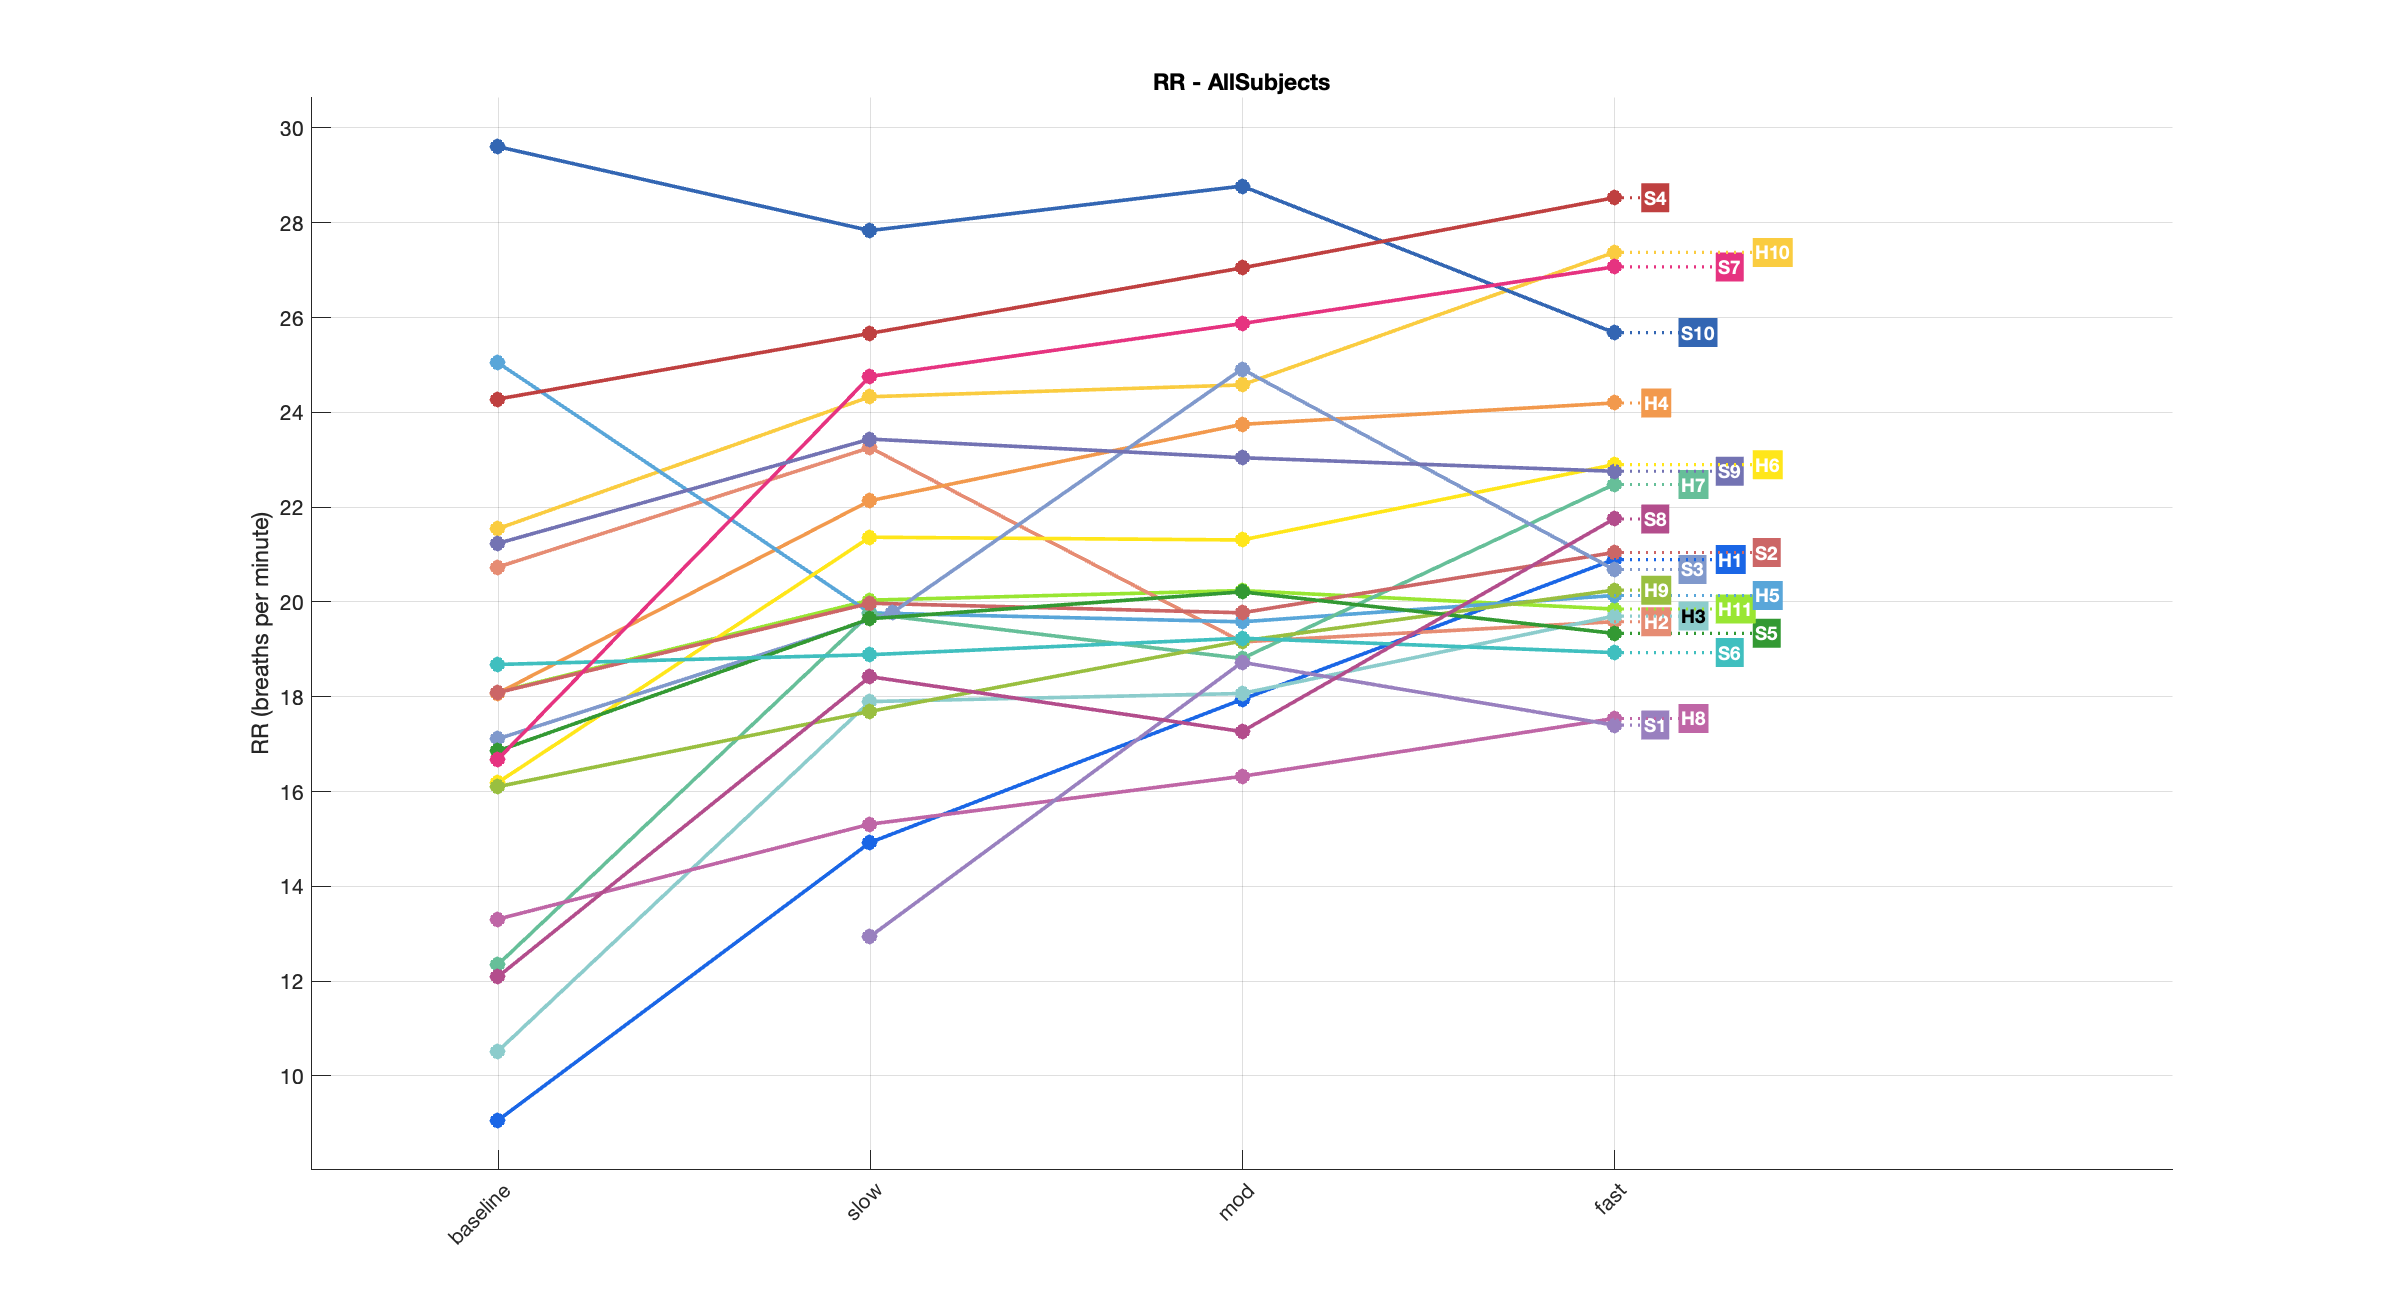 RR - AllSubjects
RR (breaths per minute)
30
28
26
24
22
20
18
16
14
12
10
baseline
slow
mod
fast
S4
H10
S7
S10
H4
H6
S9
H7
S8
S2
H1
S3
H9
H5
H11
H3
H2
S5
S6
H8
S1